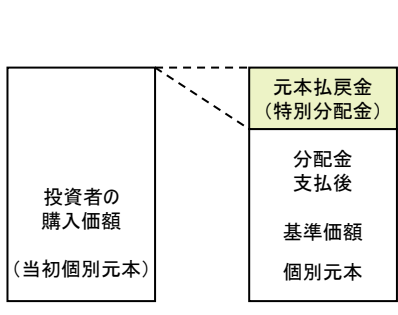 投資者の
購入価額
（当初個別元本）
元本払戻金
（特別分配金）
分配金
支払後
基準価額
個別元本